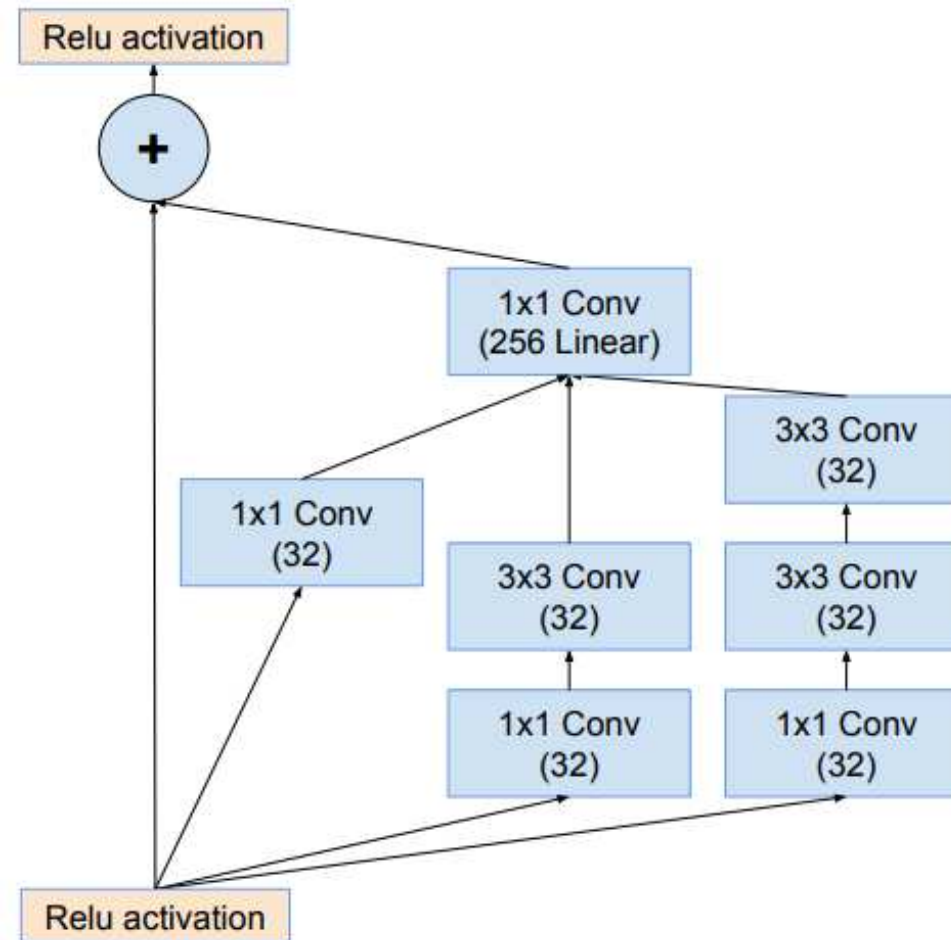 Relu activation
+
1x1 Conv
(256 Linear)
3x3 Conv
(32)
1x1 Conv
(32)
3x3 Conv
(32)
3x3 Conv
(32)
1x1 Conv
(32)
1x1 Conv
(32)
Relu activation